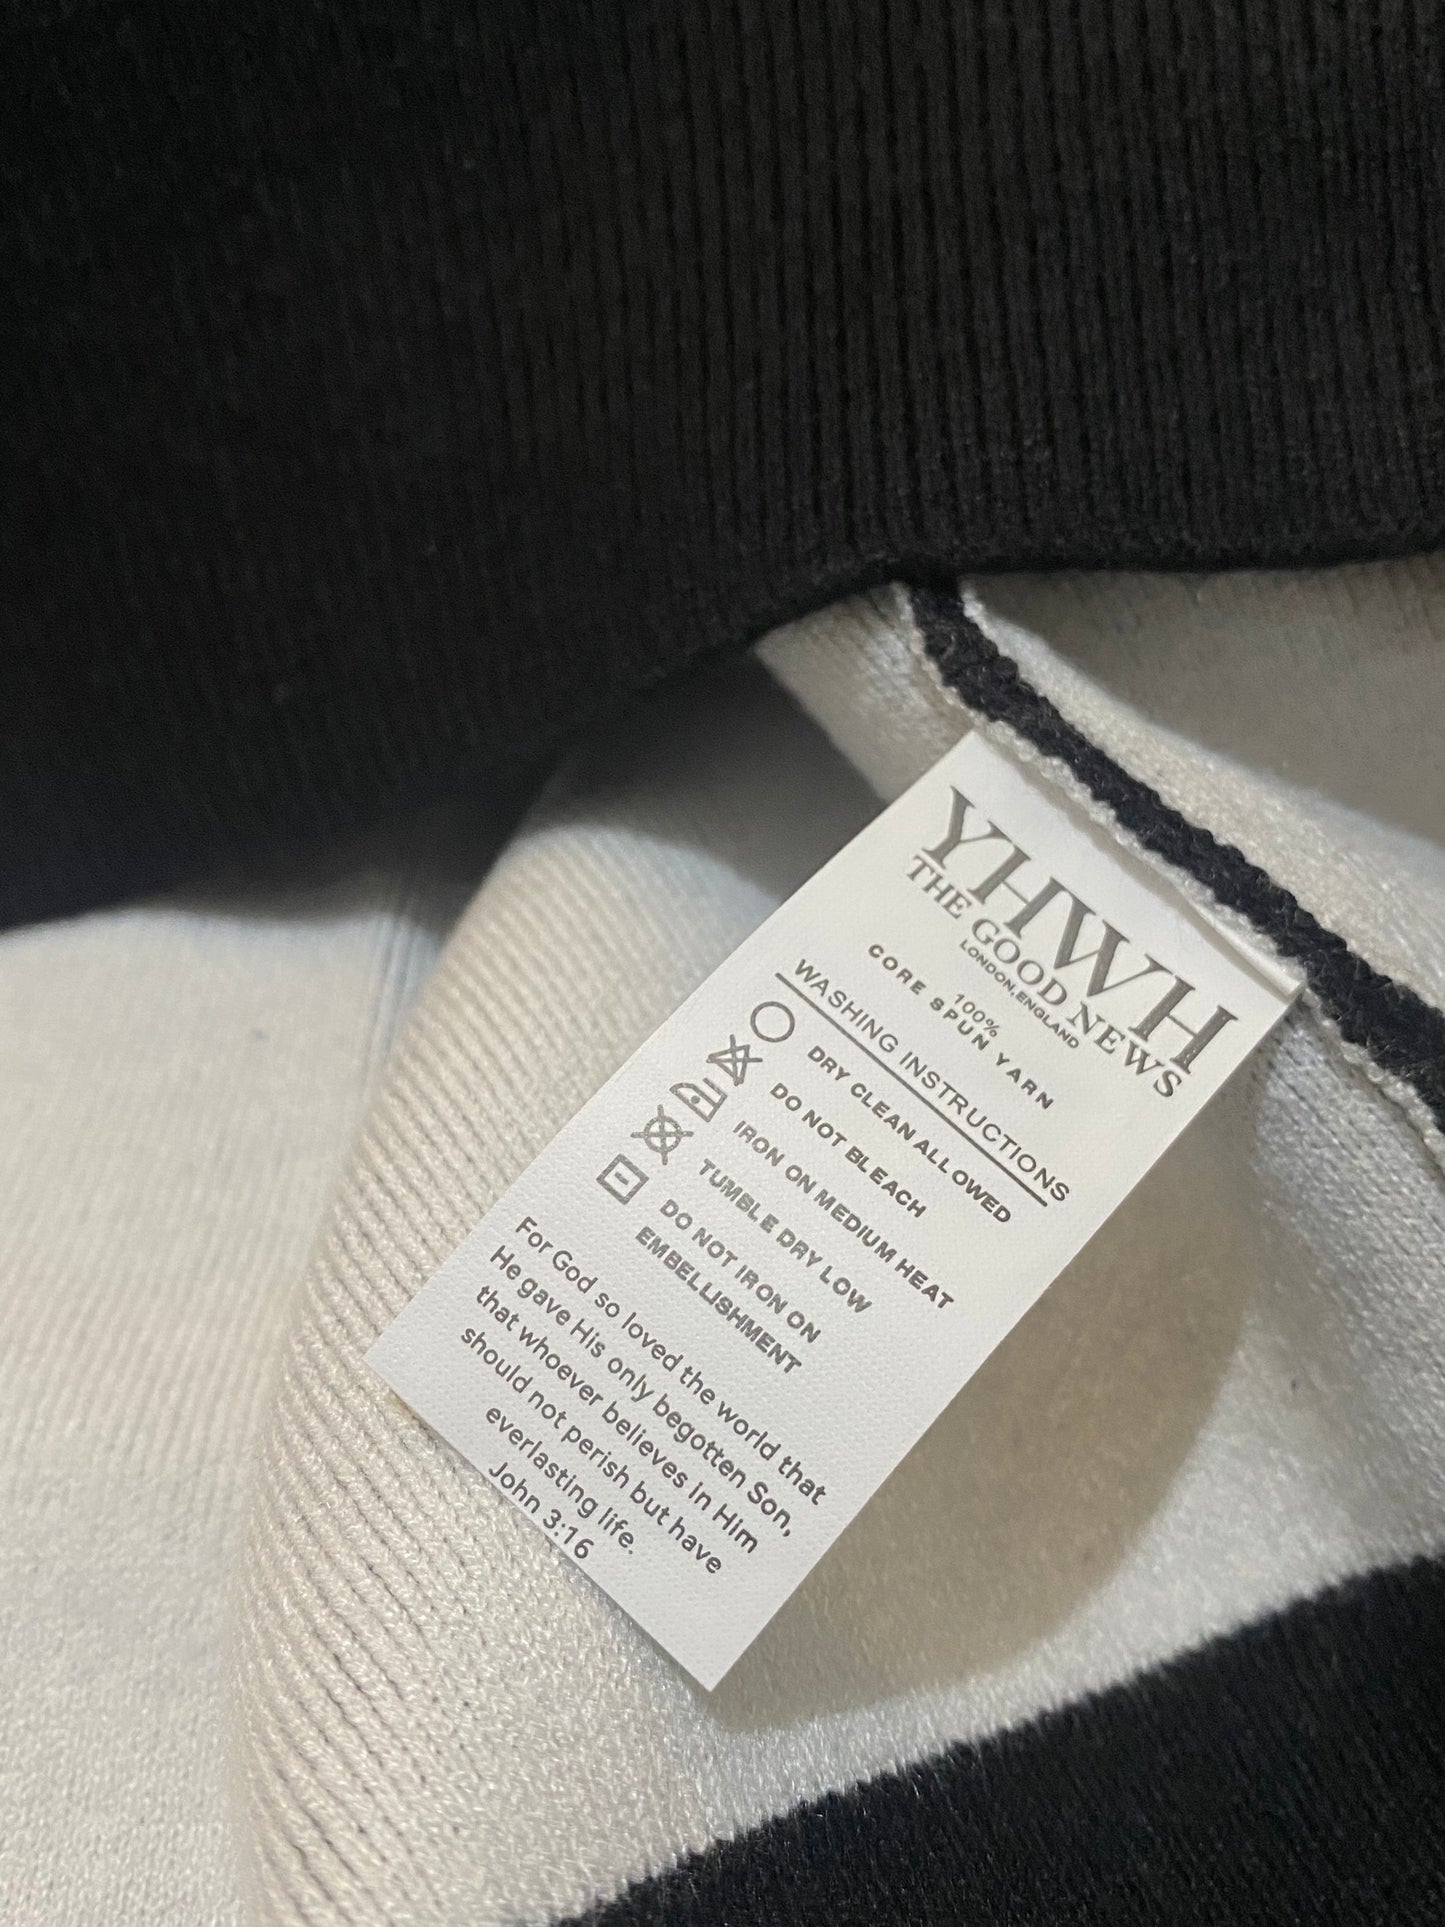 YHWH
THE GOOD NEWS
LONDON, ENGLAND
100%
CORE SPUN YARN
WASHING INSTRUCTIONS
DRY CLEAN ALLOWED
DO NOT BLEACH
IRON ON MEDIUM HEAT
TUMBLE DRY LOW
DO NOT IRON ON
EMBELLISHMENT
For God so loved the world that
He gave His only begotten Son,
that whoever believes in Him
should not perish but have
everlasting life.
John 3:16